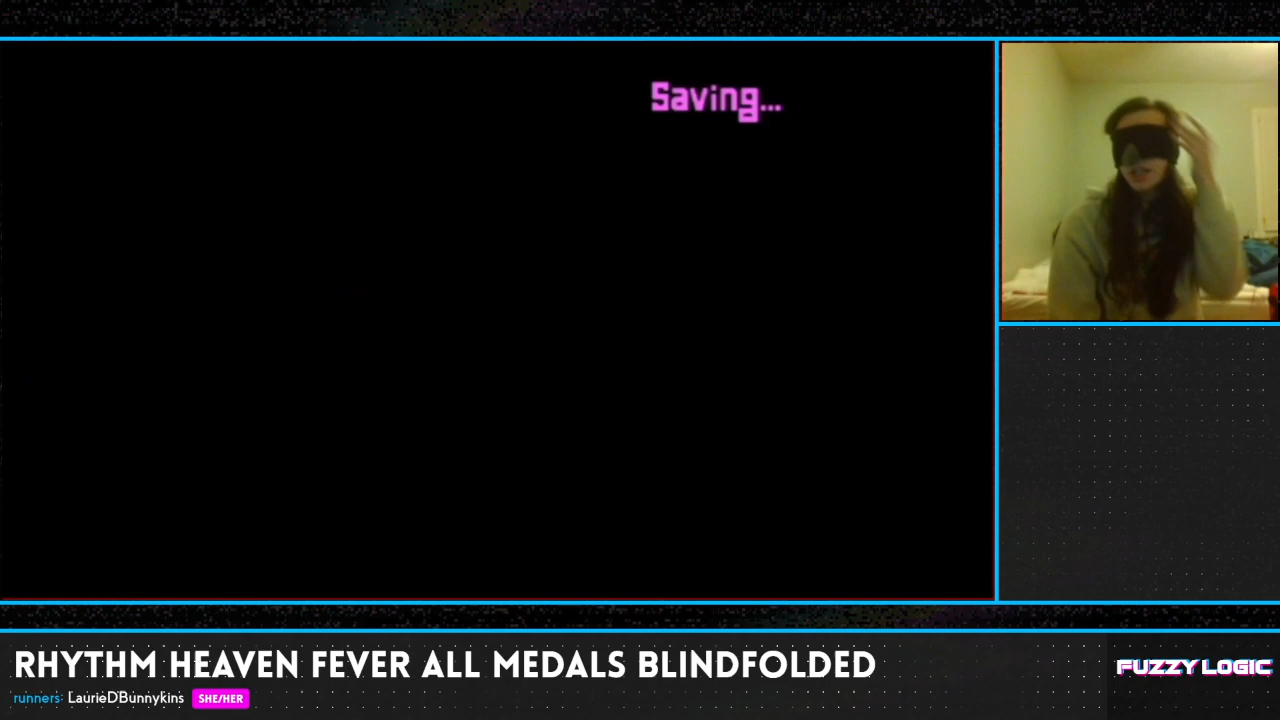 Saving...
RHYTHM HEAVEN FEVER ALL MEDALS BLINDFOLDED
runners: LaurieDBunnykins SHE/HER
FUZZY LOGIC